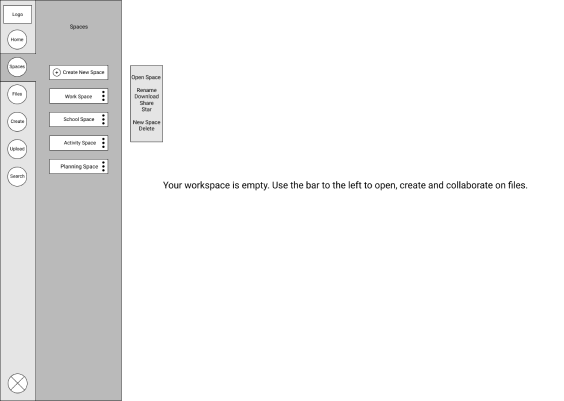 Logo
Home
Spaces
Files
Create
Upload
Search
Spaces
Create New Space
Work Space
School Space
Activity Space
Planning Space
Open Space
Rename
Download
Share
Star
New Space
Delete
Your workspace is empty. Use the bar to the left to open, create and collaborate on files.